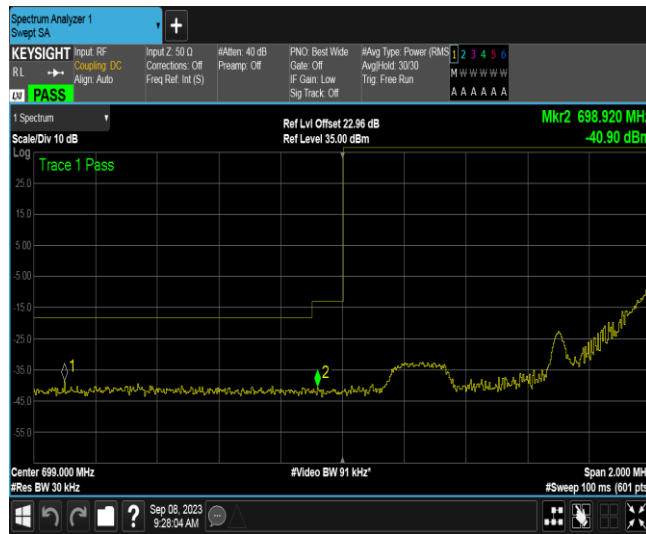 Spectrum Analyzer 1
Swept SA
+
KEYSIGHT
RL
LXI
PASS
Input: RF
Coupling: DC
Align: Auto
Input Z: 50 Ω
Corrections: Off
Freq Ref: Int (S)
#Atten: 40 dB
Preamp: Off
PNO: Best Wide
Gate: Off
IF Gain: Low
Sig Track: Off
#Avg Type: Power (RMS
Avg|Hold: 30/30
Trig: Free Run
1 2 3 4 5 6
M W W W W W
A A A A A A
1 Spectrum
Scale/Div 10 dB
Log
Ref Lvl Offset 22.96 dB
Ref Level 35.00 dBm
Mkr2 698.920 MHz
-40.90 dBm
Trace 1 Pass
25.0
15.0
5.00
-5.00
-15.0
-25.0
-35.0
-45.0
-55.0
1
2
Center 699.000 MHz
#Res BW 30 kHz
#Video BW 91 kHz*
Span 2.000 MHz
#Sweep 100 ms (601 pts
?
Sep 08, 2023
9:28:04 AM